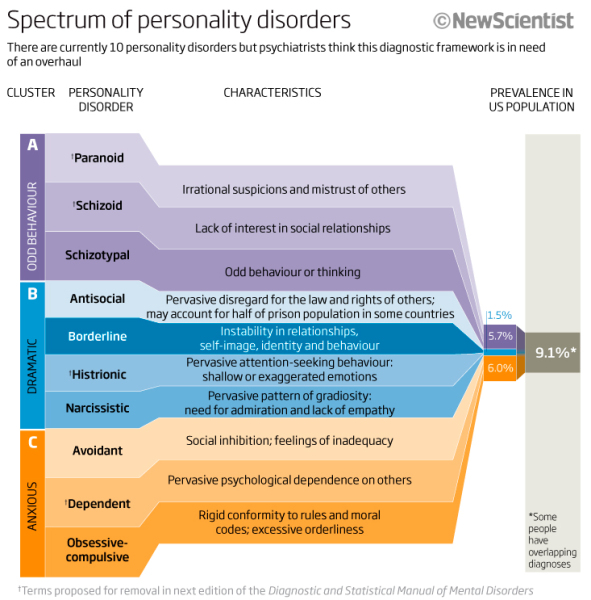 Spectrum of personality disorders
©NewScientist
There are currently 10 personality disorders but psychiatrists think this diagnostic framework is in need
of an overhaul
CLUSTER
PERSONALITY
DISORDER
CHARACTERISTICS
PREVALENCE IN
US POPULATION
A
ODD BEHAVIOUR
†Paranoid
Irrational suspicions and mistrust of others
†Schizoid
Lack of interest in social relationships
Schizotypal
Odd behaviour or thinking
B
DRAMATIC
Antisocial
Pervasive disregard for the law and rights of others;
may account for half of prison population in some countries
Borderline
Instability in relationships,
self-image, identity and behaviour
†Histrionic
Pervasive attention-seeking behaviour:
shallow or exaggerated emotions
Narcissistic
Pervasive pattern of gradiosity:
need for admiration and lack of empathy
C
ANXIOUS
Avoidant
Social inhibition; feelings of inadequacy
†Dependent
Pervasive psychological dependence on others
Obsessive-
compulsive
Rigid conformity to rules and moral
codes; excessive orderliness
1.5%
5.7%
6.0%
9.1%*
*Some
people
have
overlapping
diagnoses
†Terms proposed for removal in next edition of the Diagnostic and Statistical Manual of Mental Disorders